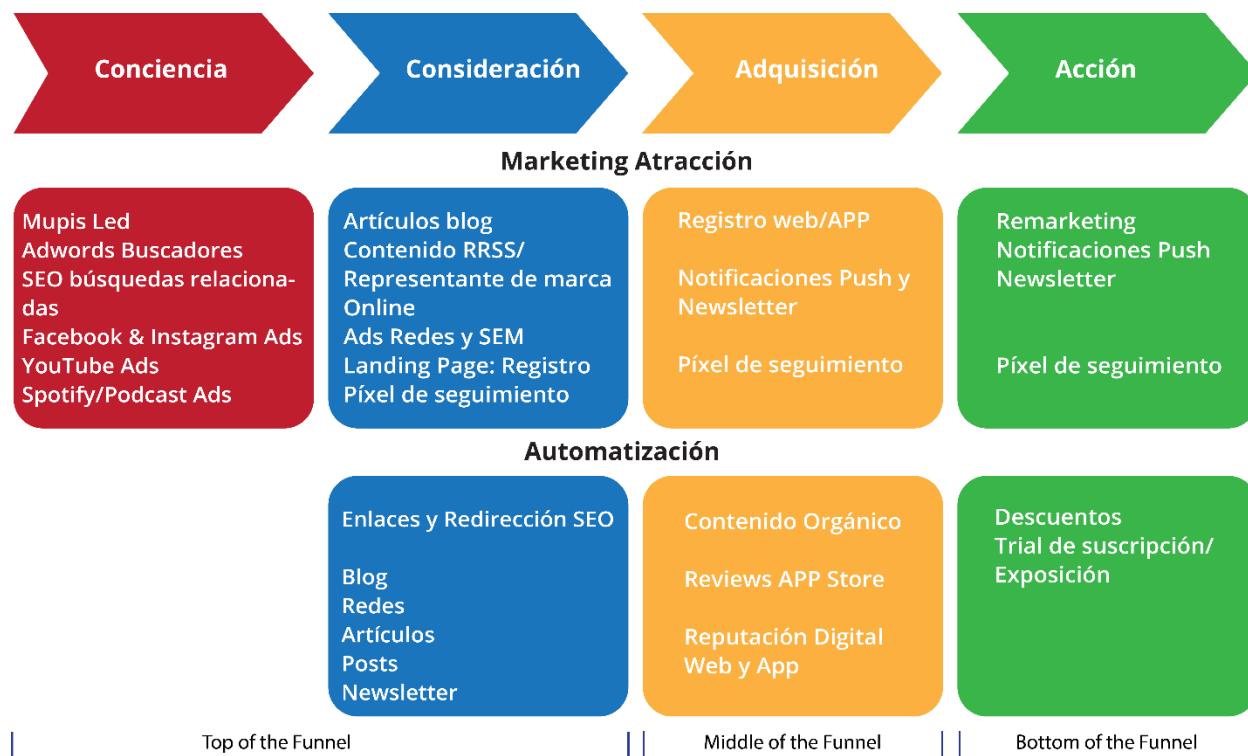 Conciencia
Consideración
Adquisición
Acción
Marketing Atracción
Mupis Led
Adwords Buscadores
SEO búsquedas relaciona-
das
Facebook & Instagram Ads
YouTube Ads
Spotify/Podcast Ads
Artículos blog
Contenido RRSS/
Representante de marca
Online
Ads Redes y SEM
Landing Page: Registro
Píxel de seguimiento
Registro web/APP
Notificaciones Push y
Newsletter
Píxel de seguimiento
Remarketing
Notificaciones Push
Newsletter
Píxel de seguimiento
Automatización
Enlaces y Redirección SEO
Blog
Redes
Artículos
Posts
Newsletter
Contenido Orgánico
Reviews APP Store
Reputación Digital
Web y App
Descuentos
Trial de suscripción/
Exposición
Top of the Funnel
Middle of the Funnel
Bottom of the Funnel